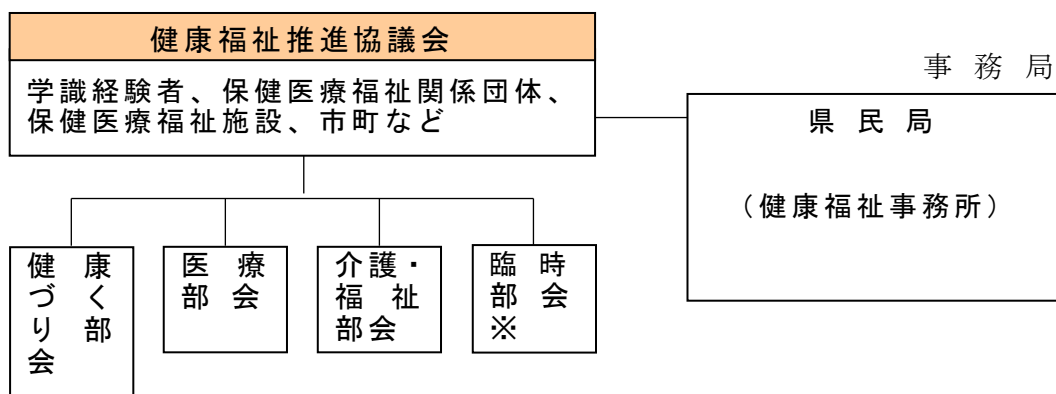 健康福祉推進協議会
学識経験者、保健医療福祉関係団体、
保健医療福祉施設、市町など
事務局
県民局
（健康福祉事務所）
健康
づく
り部
会
医療
部会
介護・
福祉
部会
臨時
部会
※